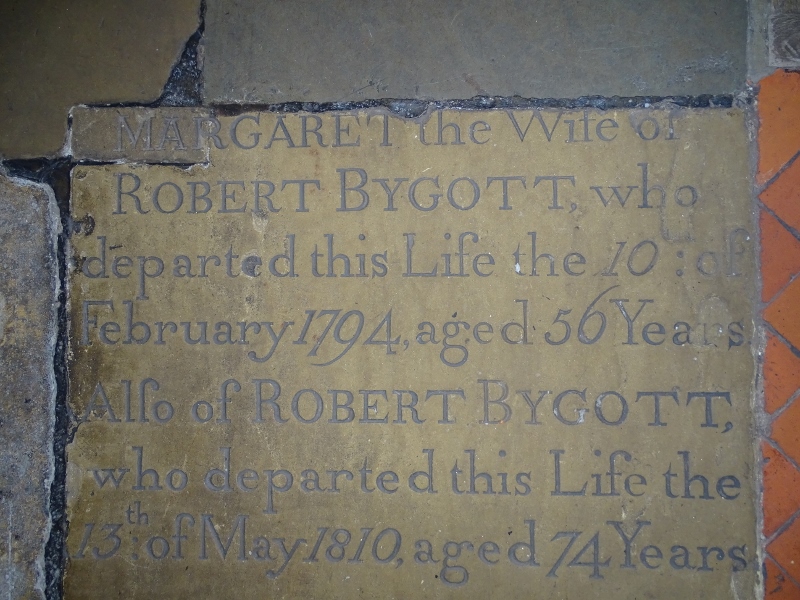 MARGARET the Wife of
ROBERT BYGOTT, who
departed this Life the 10: of
February 1794, aged 56 Years.
Alſo of ROBERT BYGOTT,
who departed this Life the
13th: of May 1810, aged 74 Years.